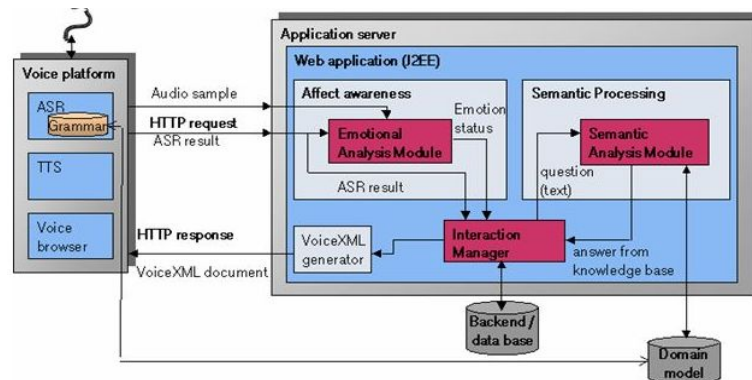 Application server
Web application (J2EE)
Voice platform
ASR
Grammar
TTS
Voice
browser
Audio sample
HTTP request
ASR result
HTTP response
VoiceXML document
Affect awareness
Emotional
Analysis Module
Emotion
status
ASR result
Semantic Processing
Semantic
Analysis Module
question
(text)
VoiceXML
generator
Interaction
Manager
answer from
knowledge base
Backend /
data base
Domain
model